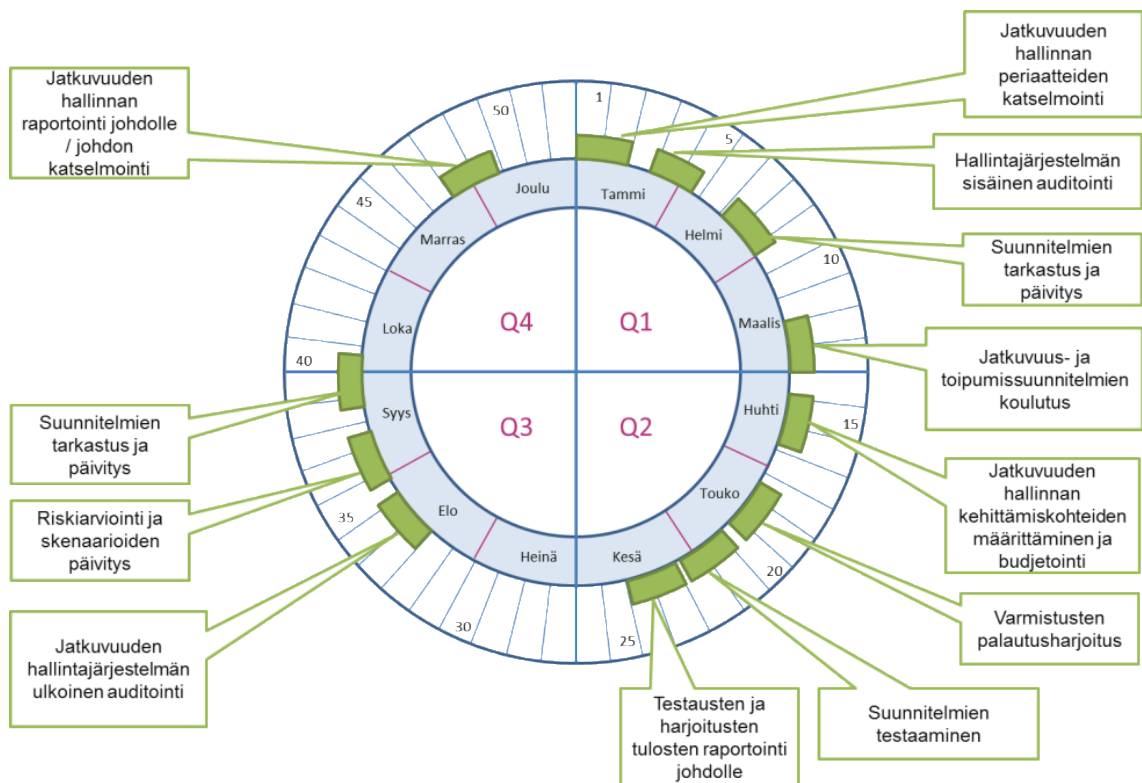 Jatkuvuuden
hallinnan
periaatteiden
katselmointi
Hallintajärjestelmän
sisäinen auditointi
Suunnitelmien
tarkastus ja
päivitys
Jatkuvuus- ja
toipumissuunnitelmien
koulutus
Jatkuvuuden
hallinnan
kehittämiskohteiden
määrittäminen ja
budjetointi
Varmistusten
palautusharjoitus
Suunnitelmien
testaaminen
Testausten ja
harjoitusten
tulosten raportointi
johdolle
Jatkuvuuden
hallintajärjestelmän
ulkoinen auditointi
Riskiarviointi ja
skenaarioiden
päivitys
Suunnitelmien
tarkastus ja
päivitys
Jatkuvuuden
hallinnan
raportointi johdolle
/ johdon
katselmointi
1
5
10
15
20
25
30
35
40
45
50
Tammi
Helmi
Maalis
Huhti
Touko
Kesä
Heinä
Elo
Syys
Loka
Marras
Joulu
Q1
Q2
Q3
Q4